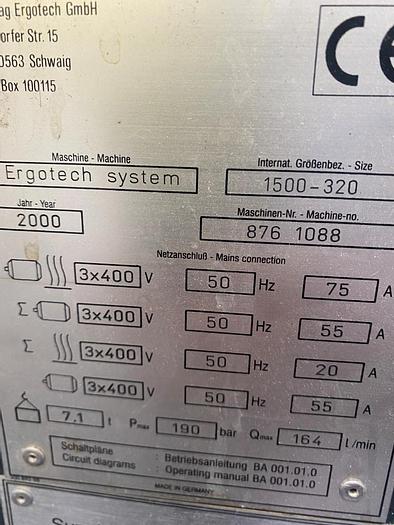 ag Ergotech GmbH
orfer Str. 15
0563 Schwaig
Box 100115
CE
Maschine - Machine
Internat. Größenbez. - Size
Ergotech system
1500-320
Jahr - Year
Maschinen-Nr. - Machine-no.
2000
876 1088
Netzanschluß - Mains connection
3x400 V 50 Hz 75 A
Σ 3x400 V 50 Hz 55 A
Σ 3x400 V 50 Hz 20 A
3x400 V 50 Hz 55 A
7.1 t Pmax 190 bar Qmax 164 l/min
Schaltpläne : Betriebsanleitung BA 001.01.0
Circuit diagrams : Operating manual BA 001.01.0
MADE IN GERMANY